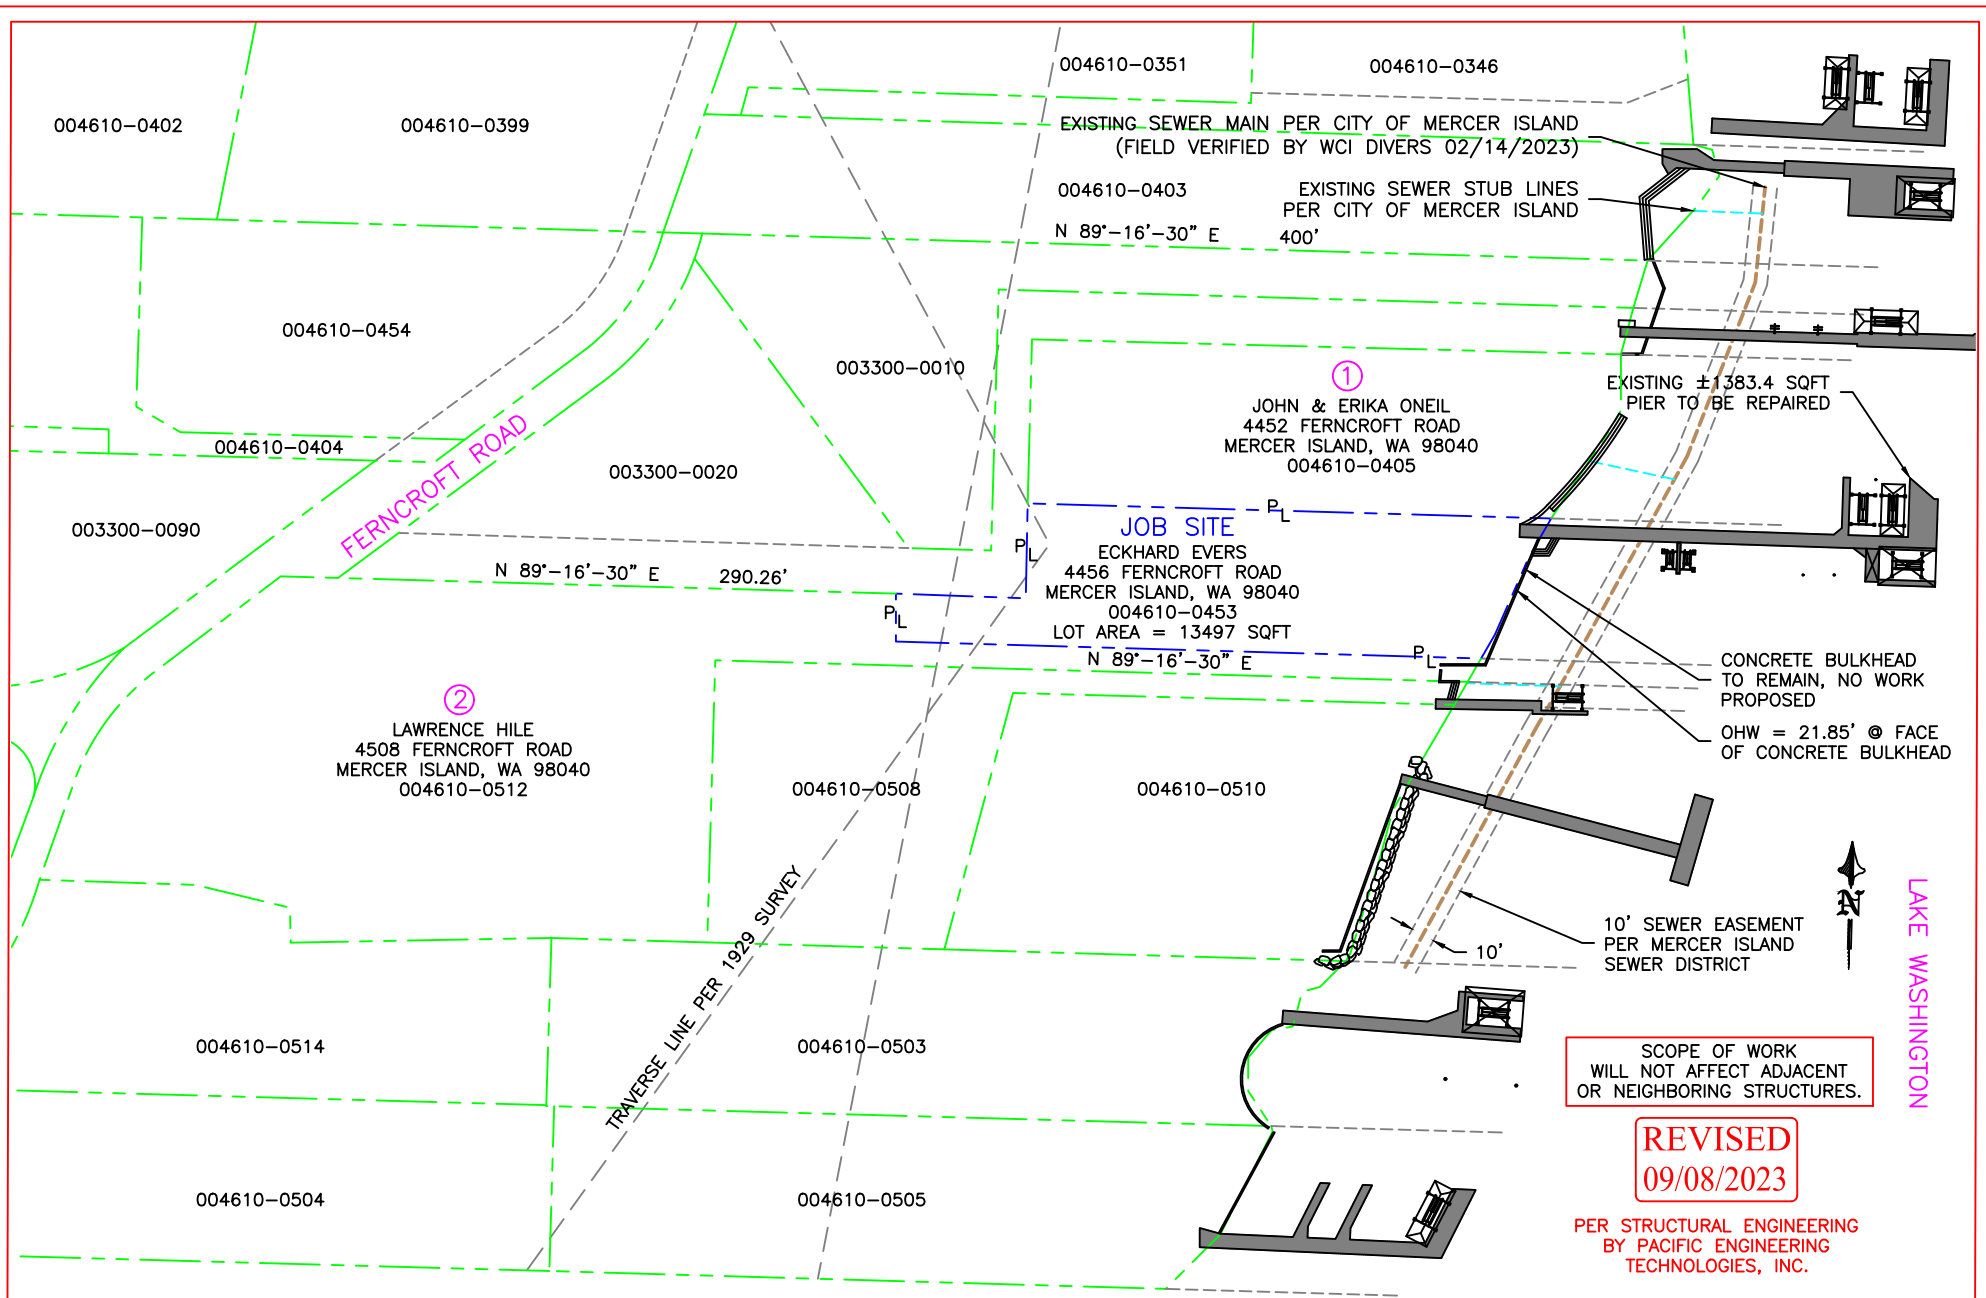 004610-0351
004610-0346
004610-0402
004610-0399
EXISTING SEWER MAIN PER CITY OF MERCER ISLAND
(FIELD VERIFIED BY WCI DIVERS 02/14/2023)
004610-0403
EXISTING SEWER STUB LINES
PER CITY OF MERCER ISLAND
N 89°-16'-30" E 400'
004610-0454
003300-0010
1
JOHN & ERIKA ONEIL
4452 FERNCROFT ROAD
MERCER ISLAND, WA 98040
004610-0405
EXISTING ±1383.4 SQFT
PIER TO BE REPAIRED
004610-0404
FERNCROFT ROAD
003300-0020
003300-0090
PL
JOB SITE
PL
ECKHARD EVERS
4456 FERNCROFT ROAD
MERCER ISLAND, WA 98040
004610-0453
LOT AREA = 13497 SQFT
N 89°-16'-30" E 290.26'
PL
N 89°-16'-30" E
PL
CONCRETE BULKHEAD
TO REMAIN, NO WORK
PROPOSED
OHW = 21.85' @ FACE
OF CONCRETE BULKHEAD
2
LAWRENCE HILE
4508 FERNCROFT ROAD
MERCER ISLAND, WA 98040
004610-0512
004610-0508
004610-0510
TRAVERSE LINE PER 1929 SURVEY
10'
10' SEWER EASEMENT
PER MERCER ISLAND
SEWER DISTRICT
N
LAKE WASHINGTON
004610-0514
004610-0503
SCOPE OF WORK
WILL NOT AFFECT ADJACENT
OR NEIGHBORING STRUCTURES.
REVISED
09/08/2023
004610-0504
004610-0505
PER STRUCTURAL ENGINEERING
BY PACIFIC ENGINEERING
TECHNOLOGIES, INC.